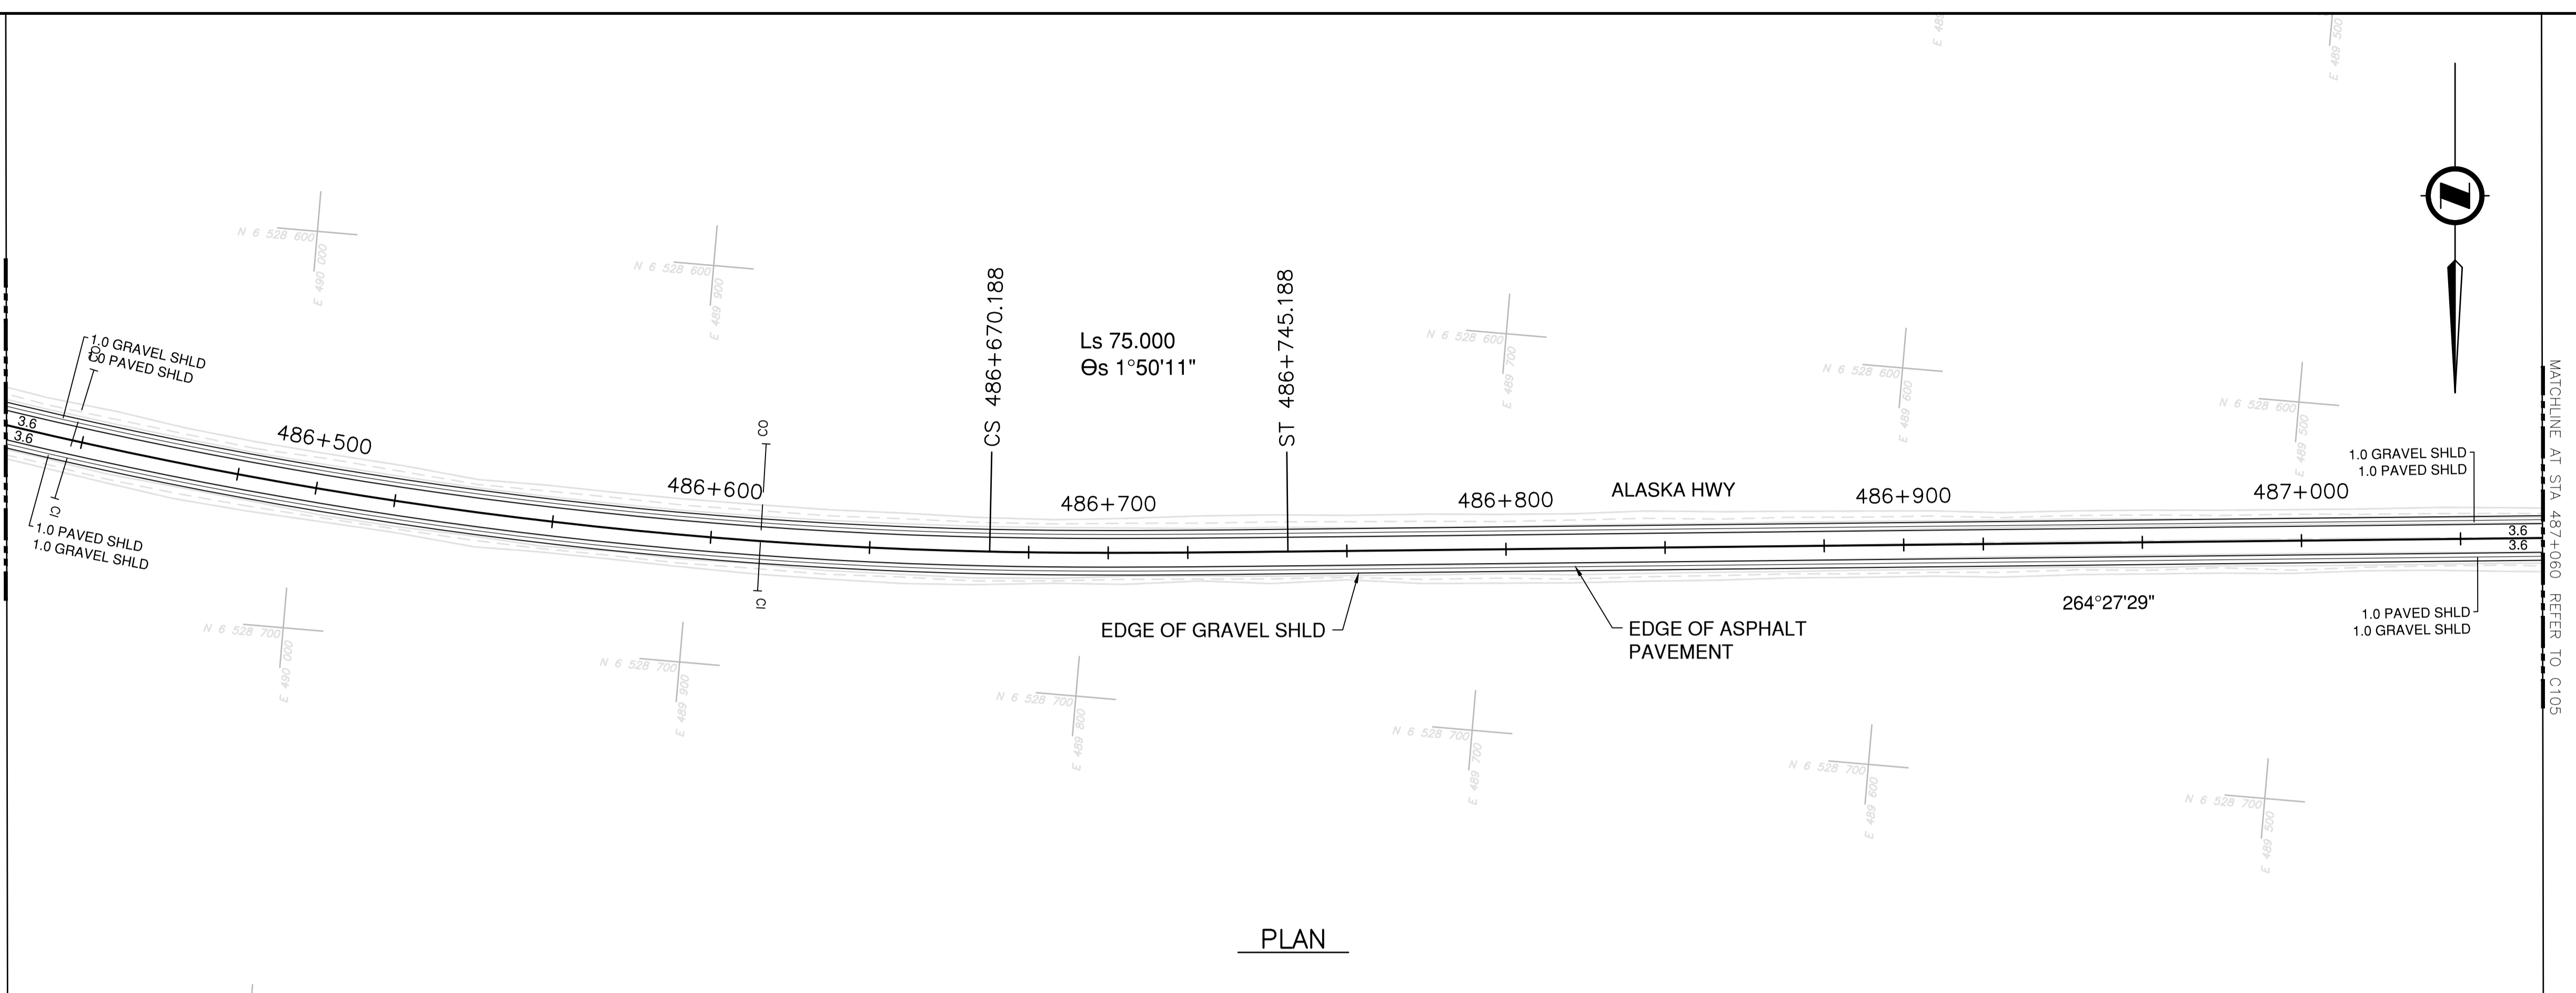 E 489 500
N 6 528 600
E 490 000
N 6 528 600
E 489 900
CS 486+670.188
Ls 75.000
Θs 1°50'11"
ST 486+745.188
N 6 528 600
E 489 700
N 6 528 600
E 489 600
N 6 528 600
E 489 500
1.0 GRAVEL SHLD
1.0 PAVED SHLD
CO
3.6
3.6
CI
1.0 PAVED SHLD
1.0 GRAVEL SHLD
486+500
486+600
CO
CI
486+700
486+800
ALASKA HWY
486+900
487+000
1.0 GRAVEL SHLD
1.0 PAVED SHLD
3.6
3.6
1.0 PAVED SHLD
1.0 GRAVEL SHLD
264°27'29"
EDGE OF GRAVEL SHLD
EDGE OF ASPHALT
PAVEMENT
MATCHLINE AT STA 487+060 REFER TO C105
N 6 528 700
E 490 000
N 6 528 700
E 489 900
N 6 528 700
E 489 800
N 6 528 700
E 489 700
N 6 528 700
E 489 600
N 6 528 700
E 489 500
PLAN